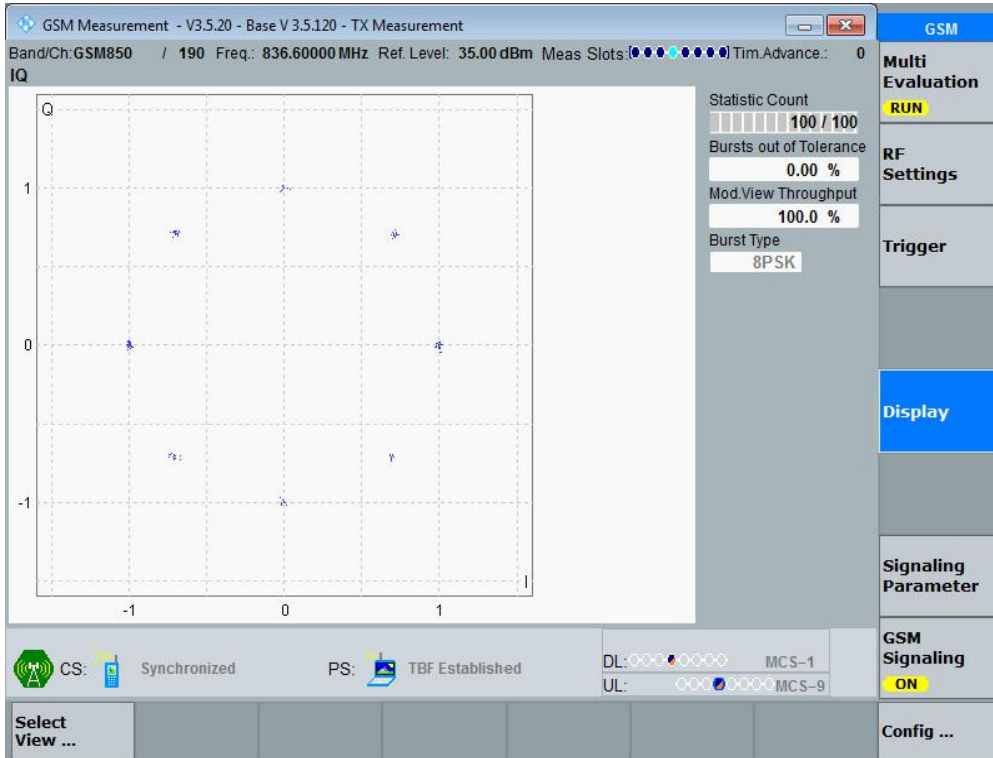 GSM Measurement - V3.5.20 - Base V 3.5.120 - TX Measurement
GSM
Band/Ch:GSM850 / 190 Freq.: 836.60000 MHz Ref. Level: 35.00 dBm Meas Slots: Tim.Advance.: 0
IQ
Q
1
0
-1
I
-1 0 1
Statistic Count
100 / 100
Bursts out of Tolerance
0.00 %
Mod.View Throughput
100.0 %
Burst Type
8PSK
Multi
Evaluation
RUN
RF
Settings
Trigger
Display
Signaling
Parameter
GSM
Signaling
ON
CS: Synchronized PS: TBF Established
DL: MCS-1
UL: MCS-9
Select
View ...
Config ...